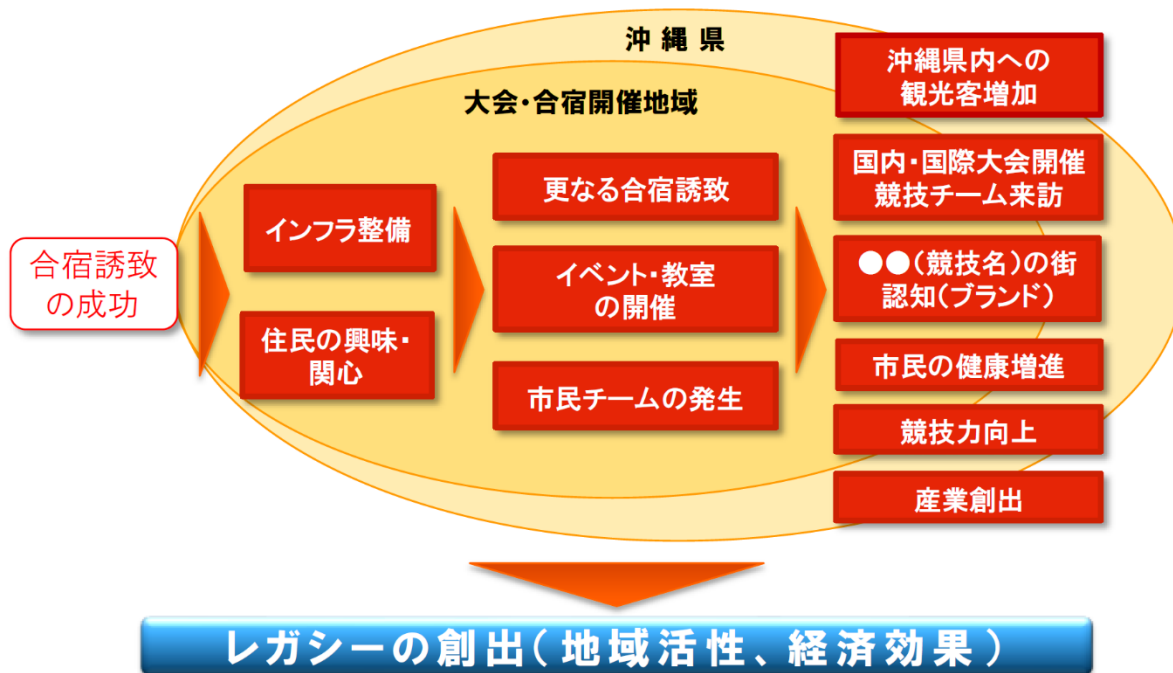 沖縄県
大会・合宿開催地域
合宿誘致
の成功
インフラ整備
住民の興味・
関心
更なる合宿誘致
イベント・教室
の開催
市民チームの発生
沖縄県内への
観光客増加
国内・国際大会開催
競技チーム来訪
●●(競技名)の街
認知(ブランド)
市民の健康増進
競技力向上
産業創出
レガシーの創出(地域活性、経済効果)